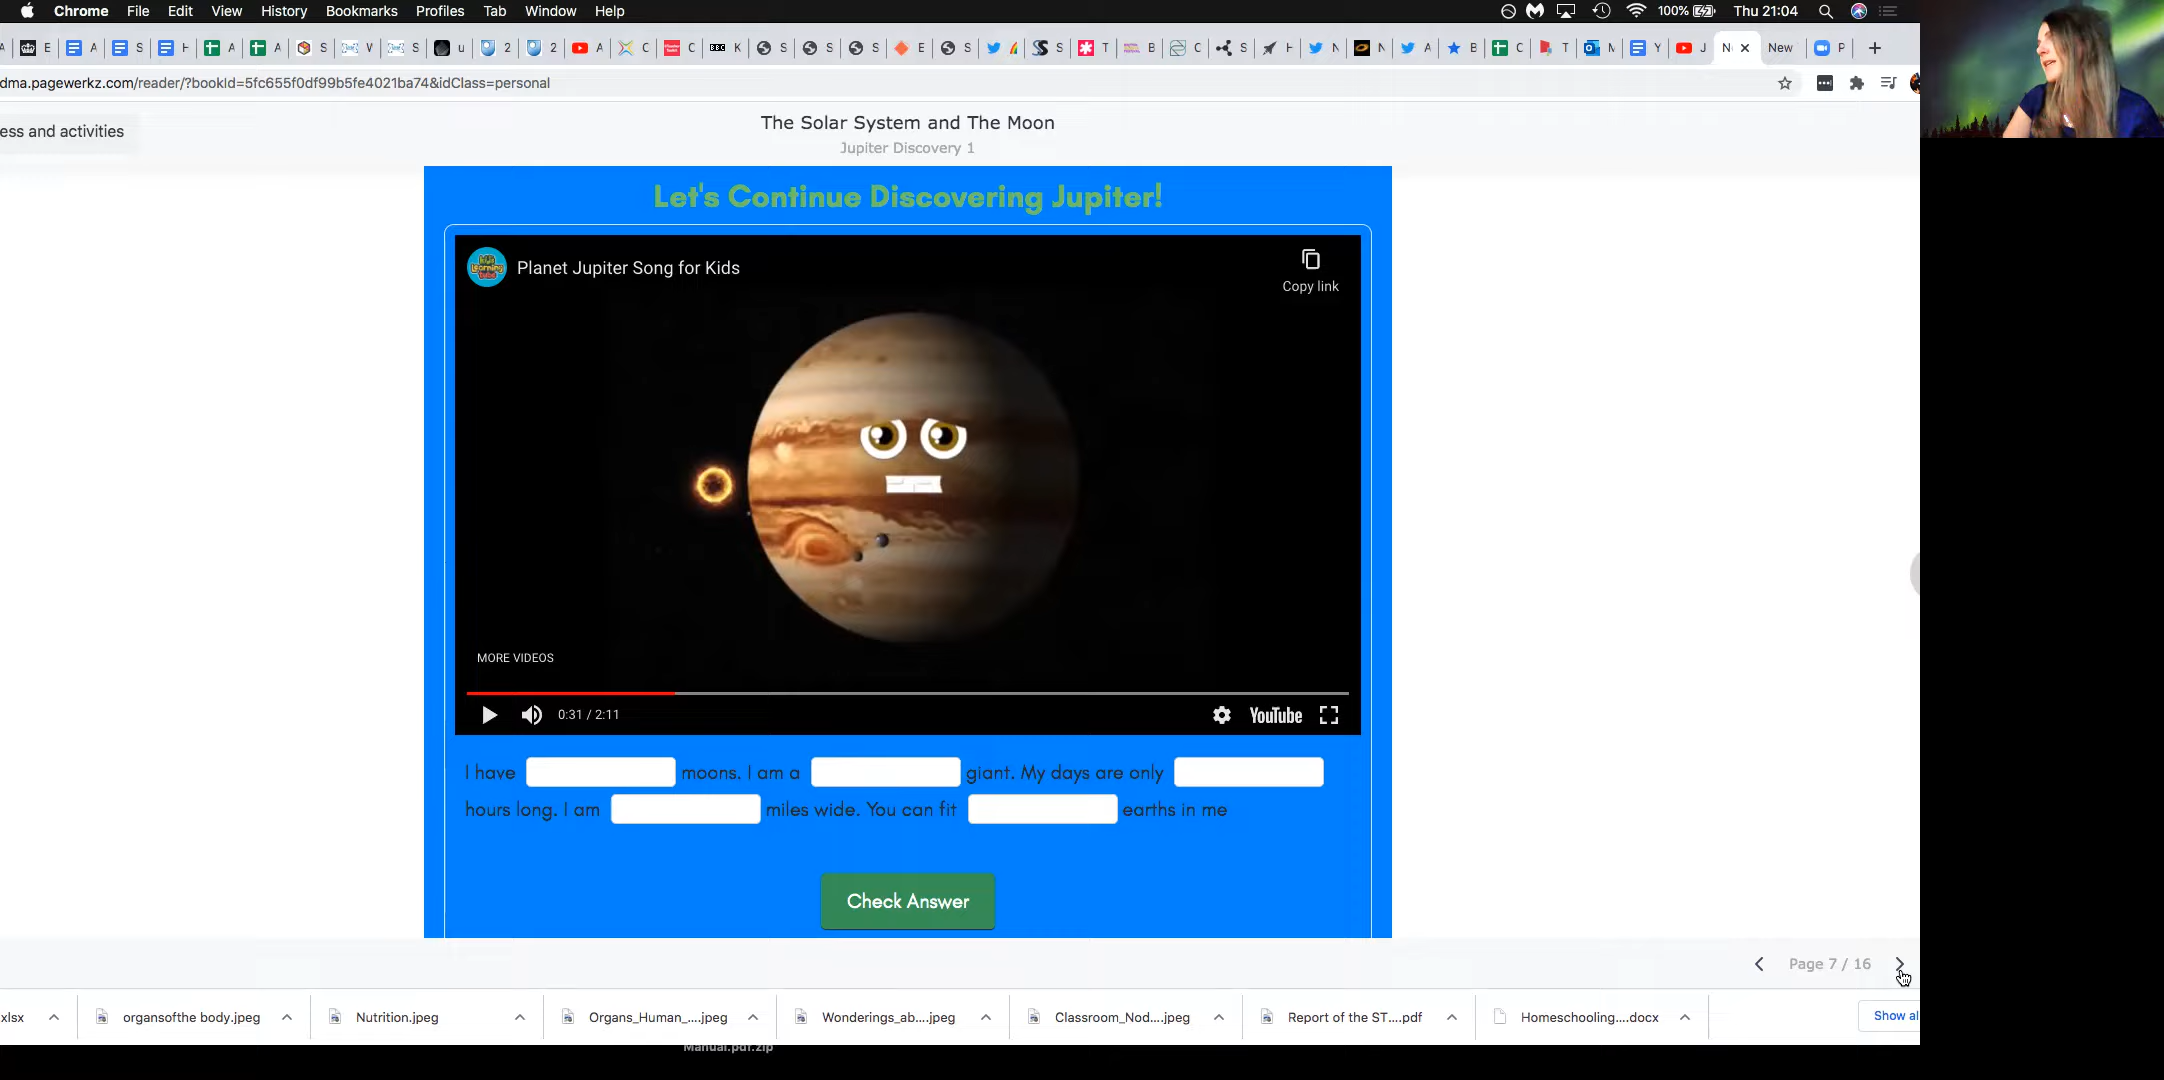 Chrome File Edit View History Bookmarks Profiles Tab Window Help 100% Thu 21:04
A E A S H A A S W S u 2 2 A C C BBC K S S S E S T S T B C S H N N A B C T M Y J N New P
dma.pagewerkz.com/reader/?bookId=5fc655f0df99b5fe4021ba74&idClass=personal
ess and activities
The Solar System and The Moon
Jupiter Discovery 1
Let's Continue Discovering Jupiter!
Planet Jupiter Song for Kids
Copy link
MORE VIDEOS
0:31 / 2:11 YouTube
I have moons. I am a giant. My days are only
hours long. I am miles wide. You can fit earths in me
Check Answer
Page 7 / 16
xlsx organsofthe body.jpeg Nutrition.jpeg Organs_Human_....jpeg Wonderings_ab....jpeg Classroom_Nod....jpeg Report of the ST....pdf Homeschooling....docx Show al
Manual.pdf.zip